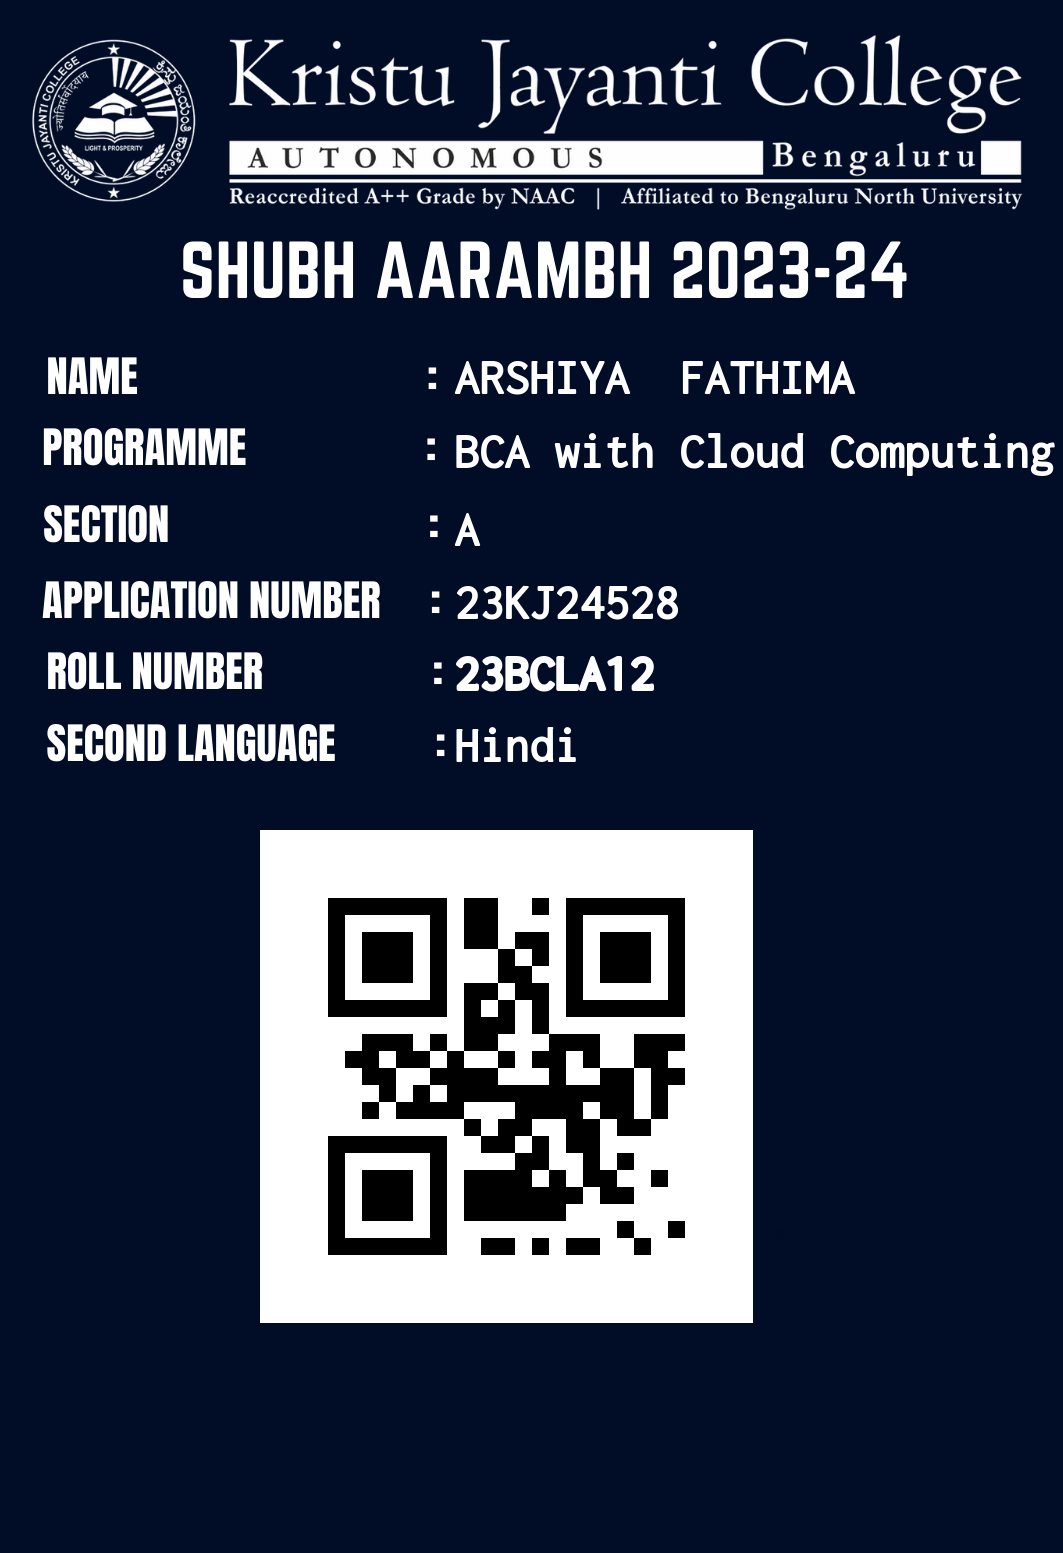 KRISTU JAYANTI COLLEGE
LIGHT & PROSPERITY
Kristu Jayanti College
AUTONOMOUS Bengaluru
Reaccredited A++ Grade by NAAC | Affiliated to Bengaluru North University
SHUBH AARAMBH 2023-24
NAME : ARSHIYA FATHIMA
PROGRAMME : BCA with Cloud Computing
SECTION : A
APPLICATION NUMBER : 23KJ24528
ROLL NUMBER : 23BCLA12
SECOND LANGUAGE : Hindi